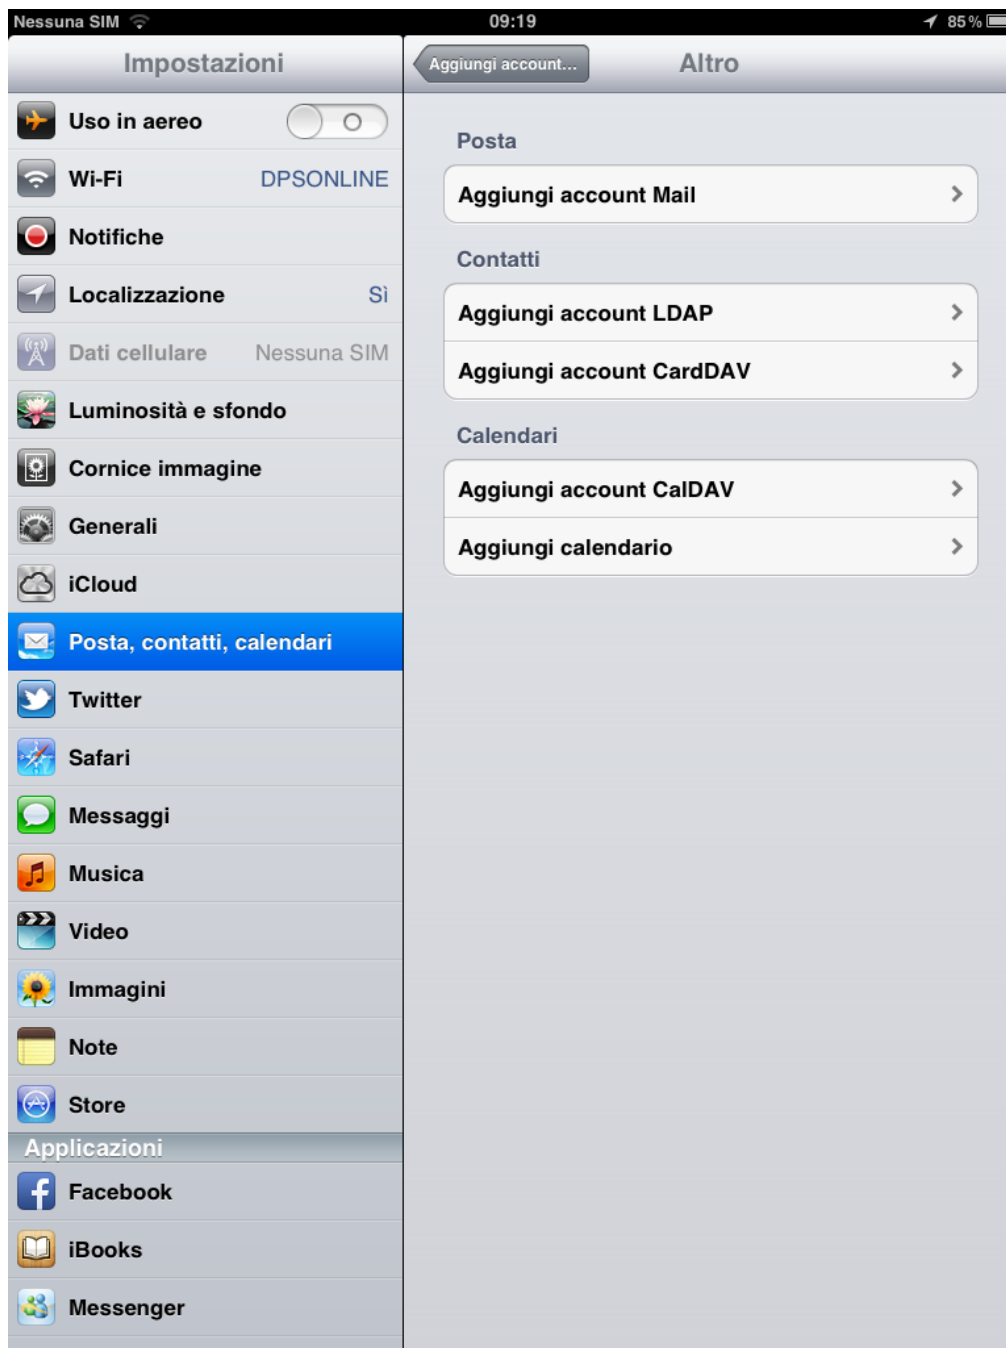 Nessuna SIM 09:19 85%
Impostazioni
Uso in aereo
Wi-Fi DPSONLINE
Notifiche
Localizzazione Sì
Dati cellulare Nessuna SIM
Luminosità e sfondo
Cornice immagine
Generali
iCloud
Posta, contatti, calendari
Twitter
Safari
Messaggi
Musica
Video
Immagini
Note
Store
Applicazioni
Facebook
iBooks
Messenger
Aggiungi account... Altro
Posta
Aggiungi account Mail
Contatti
Aggiungi account LDAP
Aggiungi account CardDAV
Calendari
Aggiungi account CalDAV
Aggiungi calendario